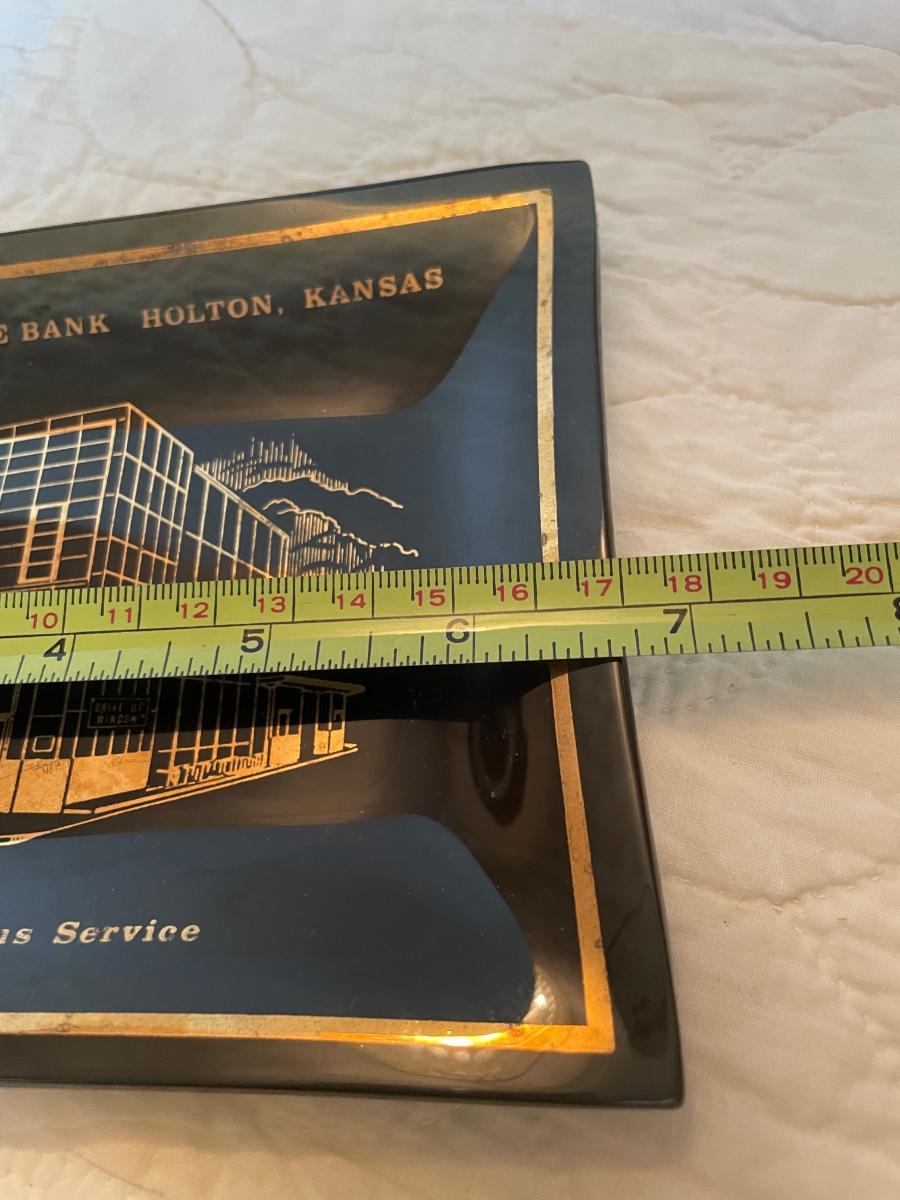 E BANK HOLTON, KANSAS
10 11 12 13 14 15 16 17 18 19 20
4 5 6 7 8
DRIVE UP
WINDOW
us Service